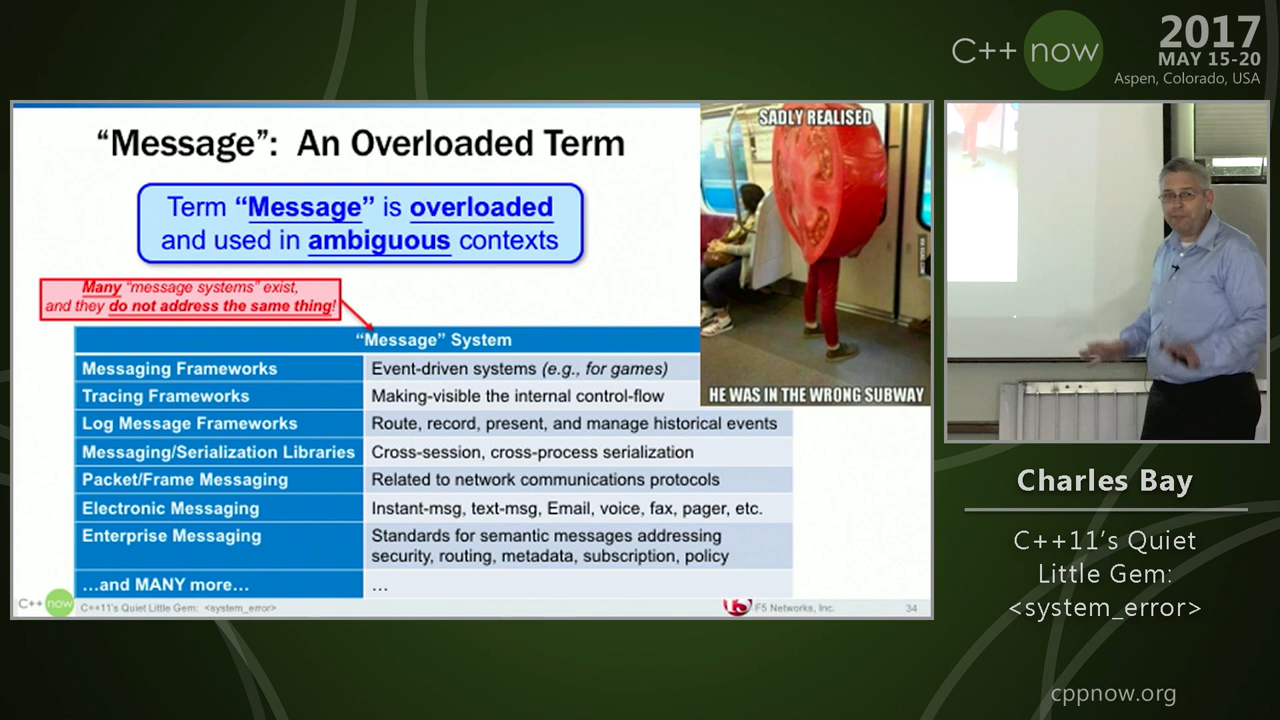 C++ now
2017
MAY 15-20
Aspen, Colorado, USA
“Message”: An Overloaded Term
Term “Message” is overloaded
and used in ambiguous contexts
SADLY REALISED
HE WAS IN THE WRONG SUBWAY
Many “message systems” exist,
and they do not address the same thing!
“Message” System
Messaging Frameworks
Event-driven systems (e.g., for games)
Tracing Frameworks
Making-visible the internal control-flow
Log Message Frameworks
Route, record, present, and manage historical events
Messaging/Serialization Libraries
Cross-session, cross-process serialization
Packet/Frame Messaging
Related to network communications protocols
Electronic Messaging
Instant-msg, text-msg, Email, voice, fax, pager, etc.
Enterprise Messaging
Standards for semantic messages addressing
security, routing, metadata, subscription, policy
…and MANY more…
…
C++ now
C++11's Quiet Little Gem: <system_error>
F5 Networks, Inc.
34
Charles Bay
C++11’s Quiet
Little Gem:
<system_error>
cppnow.org